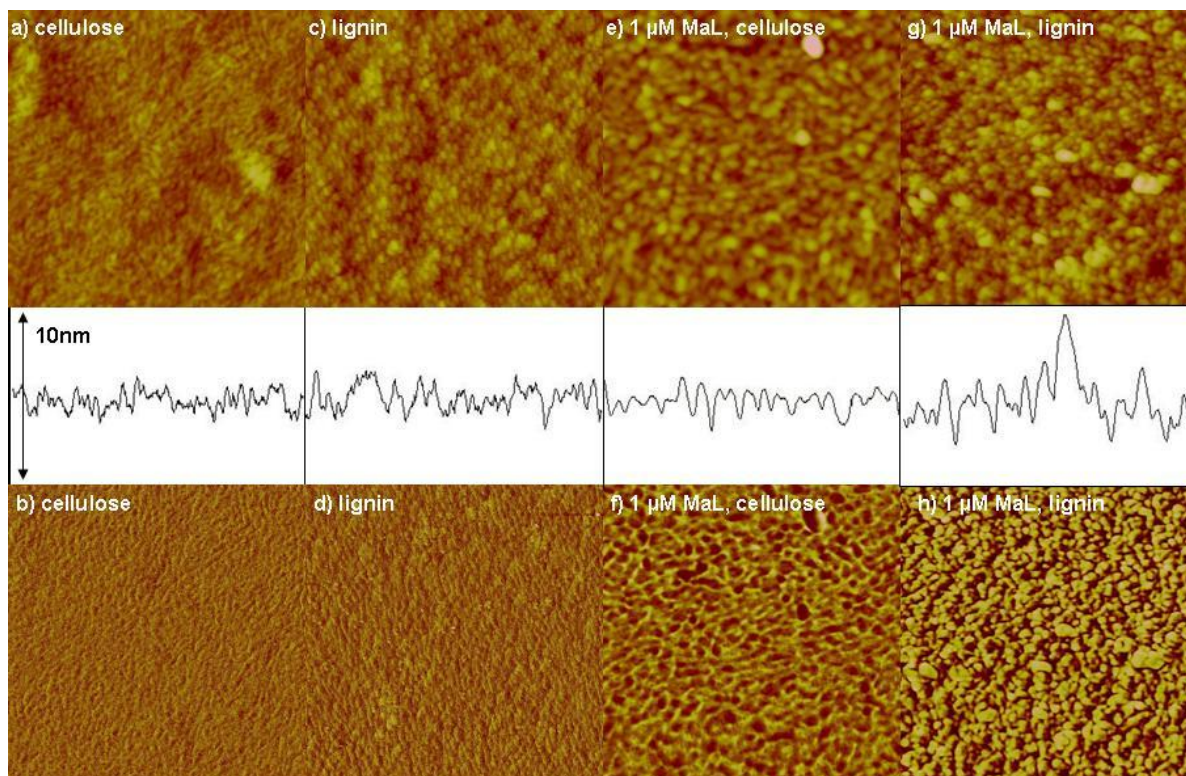 a) cellulose
c) lignin
e) 1 µM MaL, cellulose
g) 1 µM MaL, lignin
10nm
b) cellulose
d) lignin
f) 1 µM MaL, cellulose
h) 1 µM MaL, lignin